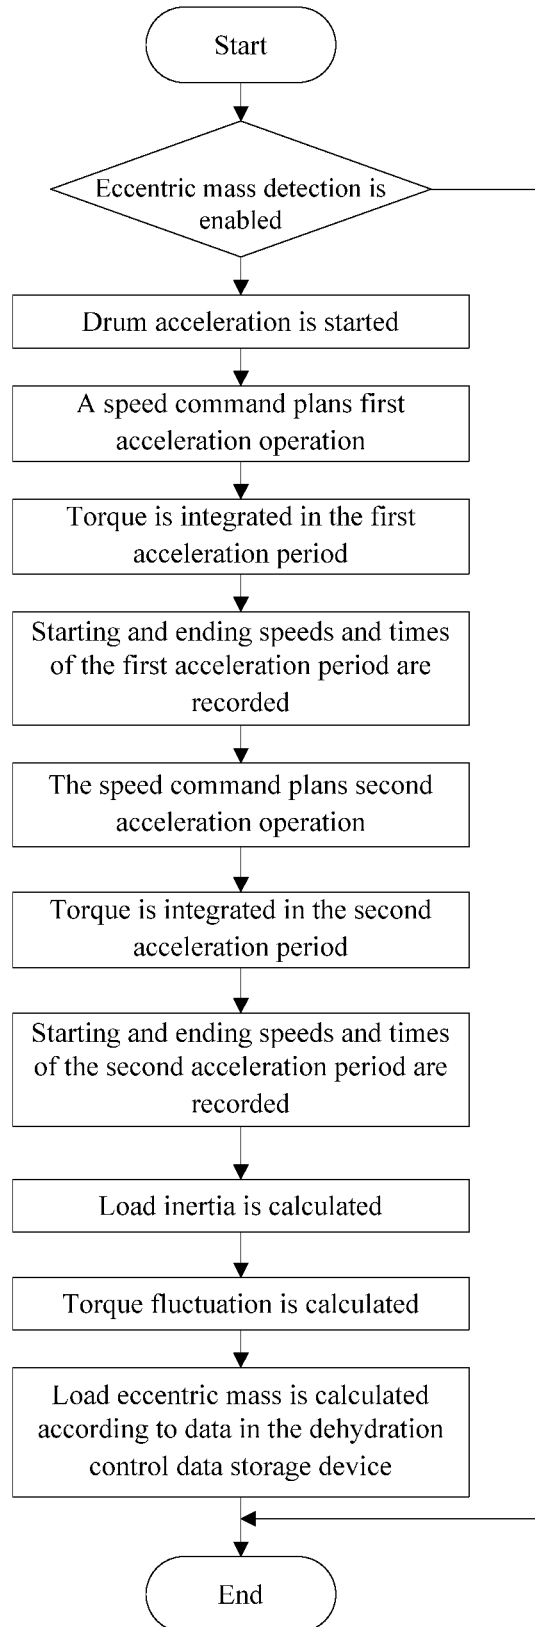 Start
Eccentric mass detection is
enabled
Drum acceleration is started
A speed command plans first
acceleration operation
Torque is integrated in the first
acceleration period
Starting and ending speeds and times
of the first acceleration period are
recorded
The speed command plans second
acceleration operation
Torque is integrated in the second
acceleration period
Starting and ending speeds and times
of the second acceleration period are
recorded
Load inertia is calculated
Torque fluctuation is calculated
Load eccentric mass is calculated
according to data in the dehydration
control data storage device
End